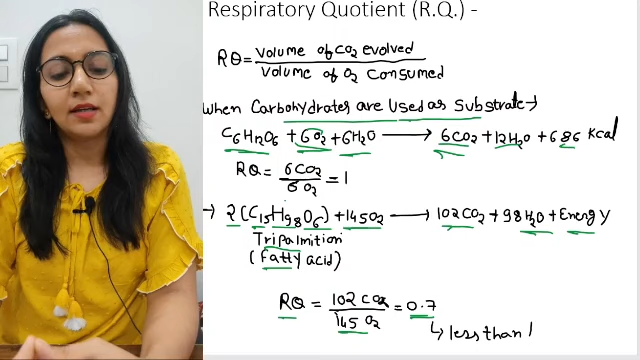 Respiratory Quotient (R.Q.) -
RQ = volume of CO2 evolved / volume of O2 consumed
When Carbohydrates are Used as Substrate→
C6H12O6 + 6O2 + 6H2O ⟶ 6CO2 + 12H2O + 686 Kcal
RQ = 6CO2 / 6O2 = 1
→ 2(C15H98O6) + 145O2 ⟶ 102CO2 + 98H2O + Energy
Tripalmition
(Fatty acid)
RQ = 102 CO2 / 145 O2 = 0.7
↳ less than 1